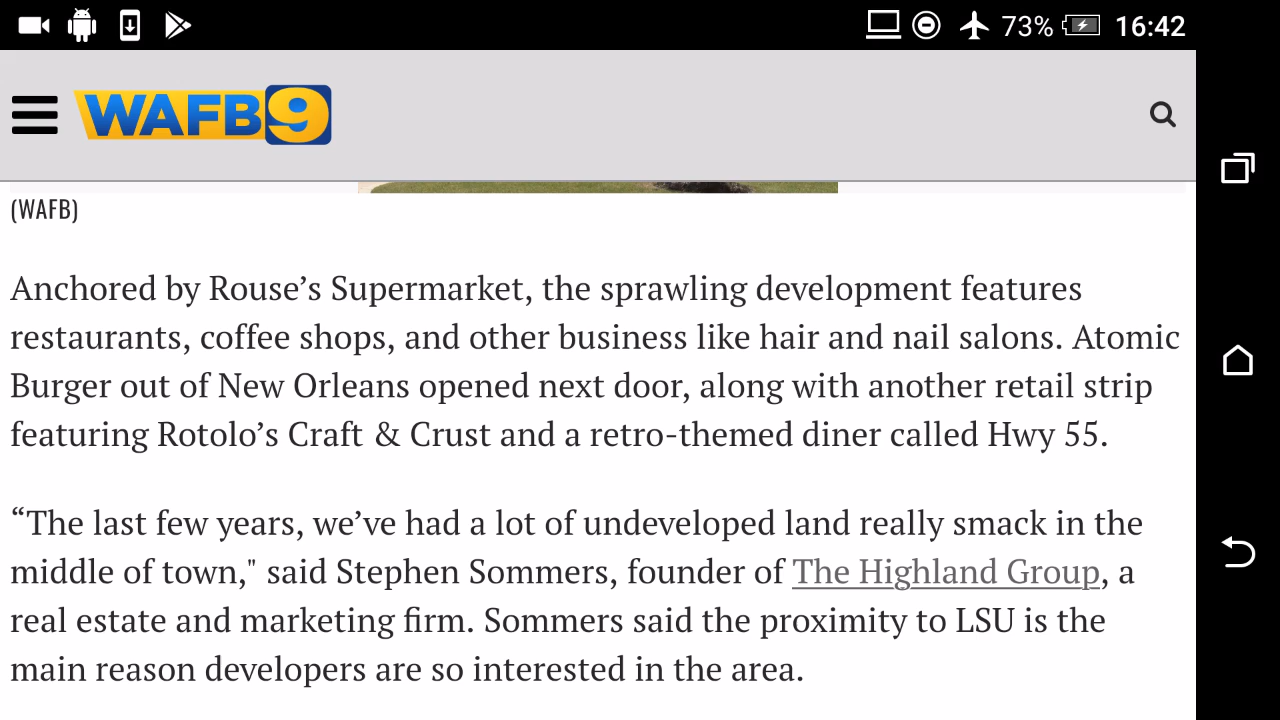 73% 16:42
WAFB 9
(WAFB)
Anchored by Rouse’s Supermarket, the sprawling development features
restaurants, coffee shops, and other business like hair and nail salons. Atomic
Burger out of New Orleans opened next door, along with another retail strip
featuring Rotolo’s Craft & Crust and a retro-themed diner called Hwy 55.
“The last few years, we’ve had a lot of undeveloped land really smack in the
middle of town," said Stephen Sommers, founder of The Highland Group, a
real estate and marketing firm. Sommers said the proximity to LSU is the
main reason developers are so interested in the area.